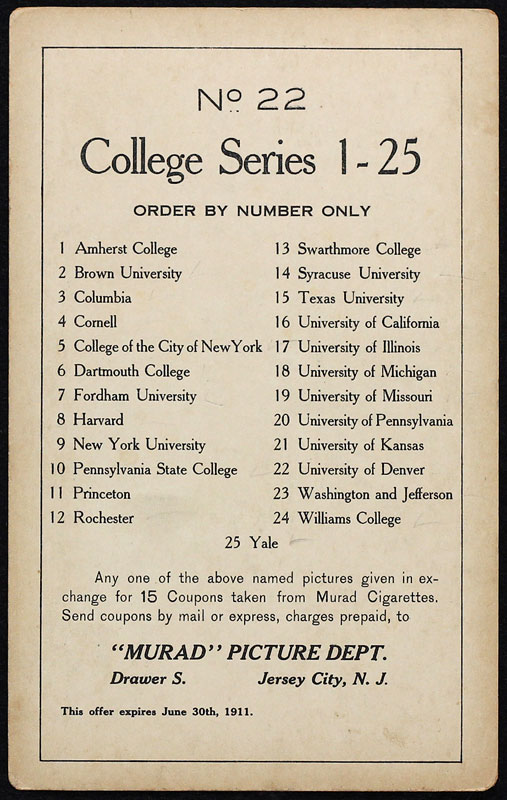 No 22
College Series 1-25
ORDER BY NUMBER ONLY
1 Amherst College
2 Brown University
3 Columbia
4 Cornell
5 College of the City of New York
6 Dartmouth College
7 Fordham University
8 Harvard
9 New York University
10 Pennsylvania State College
11 Princeton
12 Rochester
13 Swarthmore College
14 Syracuse University
15 Texas University
16 University of California
17 University of Illinois
18 University of Michigan
19 University of Missouri
20 University of Pennsylvania
21 University of Kansas
22 University of Denver
23 Washington and Jefferson
24 Williams College
25 Yale
Any one of the above named pictures given in ex-
change for 15 Coupons taken from Murad Cigarettes.
Send coupons by mail or express, charges prepaid, to
“MURAD” PICTURE DEPT.
Drawer S. Jersey City, N. J.
This offer expires June 30th, 1911.